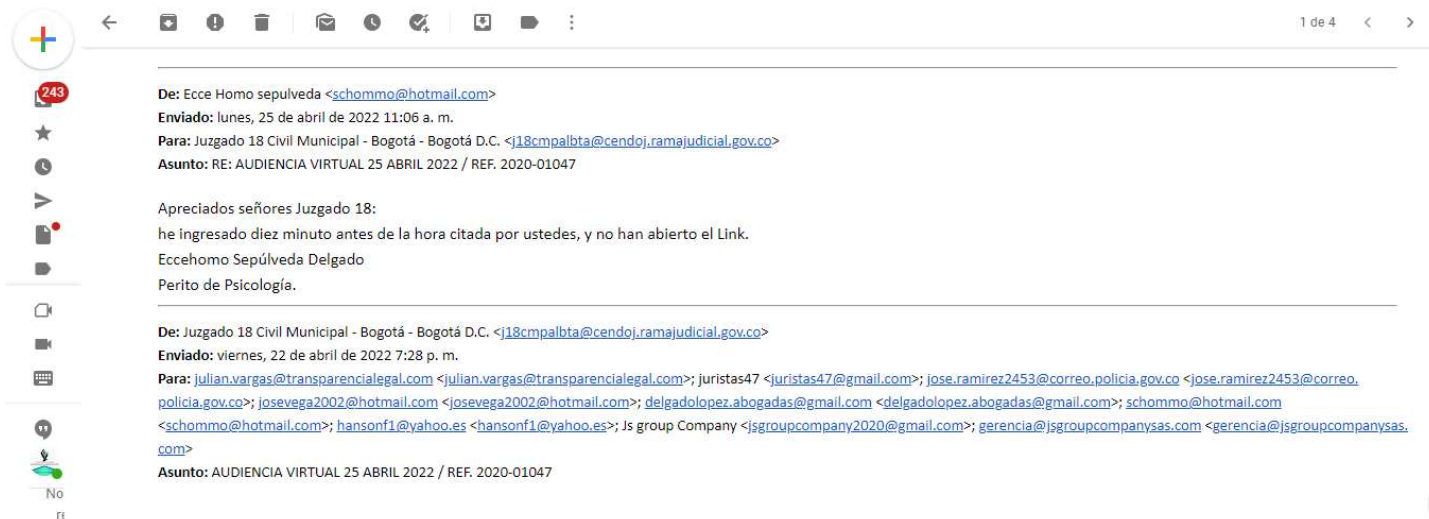 1 de 4
243
De: Ecce Homo sepulveda <schommo@hotmail.com>
Enviado: lunes, 25 de abril de 2022 11:06 a. m.
Para: Juzgado 18 Civil Municipal - Bogotá - Bogotá D.C. <j18cmpalbta@cendoj.ramajudicial.gov.co>
Asunto: RE: AUDIENCIA VIRTUAL 25 ABRIL 2022 / REF. 2020-01047
Apreciados señores Juzgado 18:
he ingresado diez minuto antes de la hora citada por ustedes, y no han abierto el Link.
Eccehomo Sepúlveda Delgado
Perito de Psicología.
De: Juzgado 18 Civil Municipal - Bogotá - Bogotá D.C. <j18cmpalbta@cendoj.ramajudicial.gov.co>
Enviado: viernes, 22 de abril de 2022 7:28 p. m.
Para: julian.vargas@transparencialegal.com <julian.vargas@transparencialegal.com>; juristas47 <juristas47@gmail.com>; jose.ramirez2453@correo.policia.gov.co <jose.ramirez2453@correo.
policia.gov.co>; josevega2002@hotmail.com <josevega2002@hotmail.com>; delgadolopez.abogadas@gmail.com <delgadolopez.abogadas@gmail.com>; schommo@hotmail.com
<schommo@hotmail.com>; hansonf1@yahoo.es <hansonf1@yahoo.es>; Js group Company <jsgroupcompany2020@gmail.com>; gerencia@jsgroupcompanysas.com <gerencia@jsgroupcompanysas.
com>
Asunto: AUDIENCIA VIRTUAL 25 ABRIL 2022 / REF. 2020-01047
No